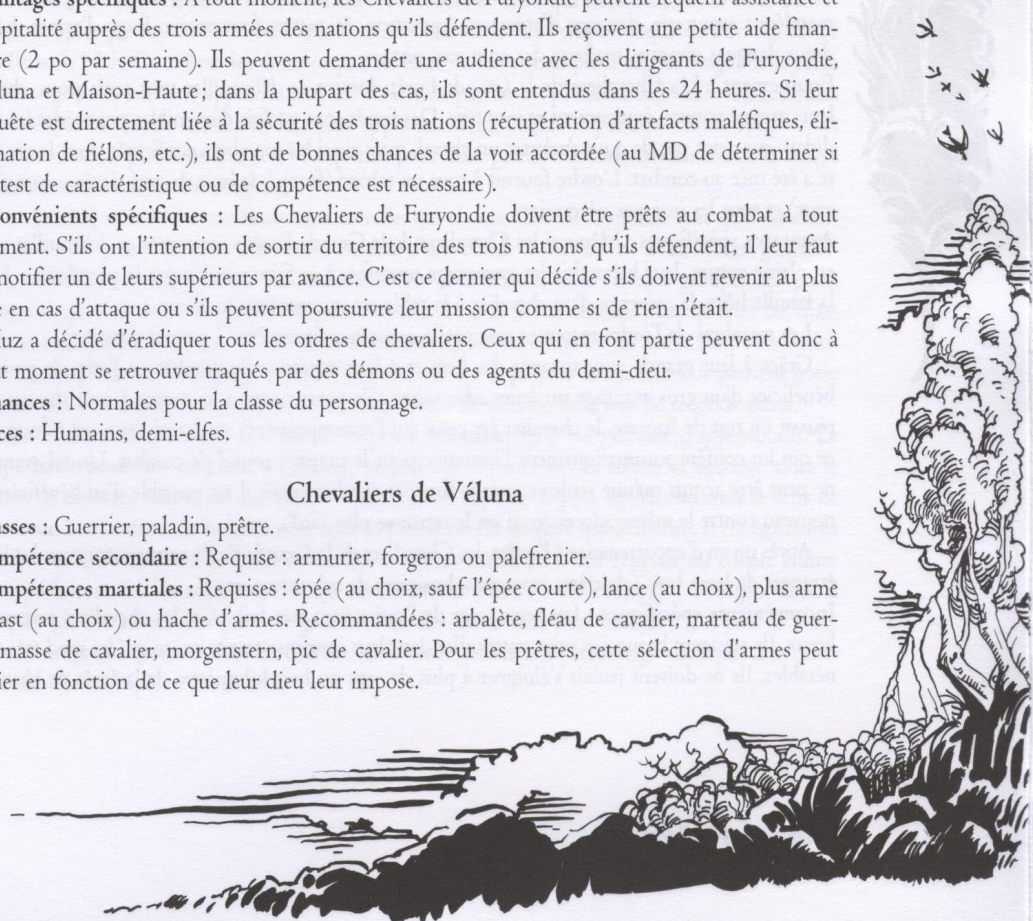 ntages spécifiques : A tout moment, les Chevaliers de Furyondie peuvent requérir assistance et
spitalité auprès des trois armées des nations qu'ils défendent. Ils reçoivent une petite aide finan-
re (2 po par semaine). Ils peuvent demander une audience avec les dirigeants de Furyondie,
luna et Maison-Haute; dans la plupart des cas, ils sont entendus dans les 24 heures. Si leur
uête est directement liée à la sécurité des trois nations (récupération d'artefacts maléfiques, éli-
nation de fiélons, etc.), ils ont de bonnes chances de la voir accordée (au MD de déterminer si
test de caractéristique ou de compétence est nécessaire).
convénients spécifiques : Les Chevaliers de Furyondie doivent être prêts au combat à tout
ment. S'ils ont l'intention de sortir du territoire des trois nations qu'ils défendent, il leur faut
notifier un de leurs supérieurs par avance. C'est ce dernier qui décide s'ils doivent revenir au plus
e en cas d'attaque ou s'ils peuvent poursuivre leur mission comme si de rien n'était.
uz a décidé d'éradiquer tous les ordres de chevaliers. Ceux qui en font partie peuvent donc à
t moment se retrouver traqués par des démons ou des agents du demi-dieu.
ances : Normales pour la classe du personnage.
ces : Humains, demi-elfes.
Chevaliers de Véluna
sses : Guerrier, paladin, prêtre.
mpétence secondaire : Requises : armurier, forgeron ou palefrenier.
mpétences martiales : Requises : épée (au choix, sauf l'épée courte), lance (au choix), plus arme
ast (au choix) ou hache d'armes. Recommandées : arbalète, fléau de cavalier, marteau de guer-
masse de cavalier, morgenstern, pic de cavalier. Pour les prêtres, cette sélection d'armes peut
ier en fonction de ce que leur dieu leur impose.